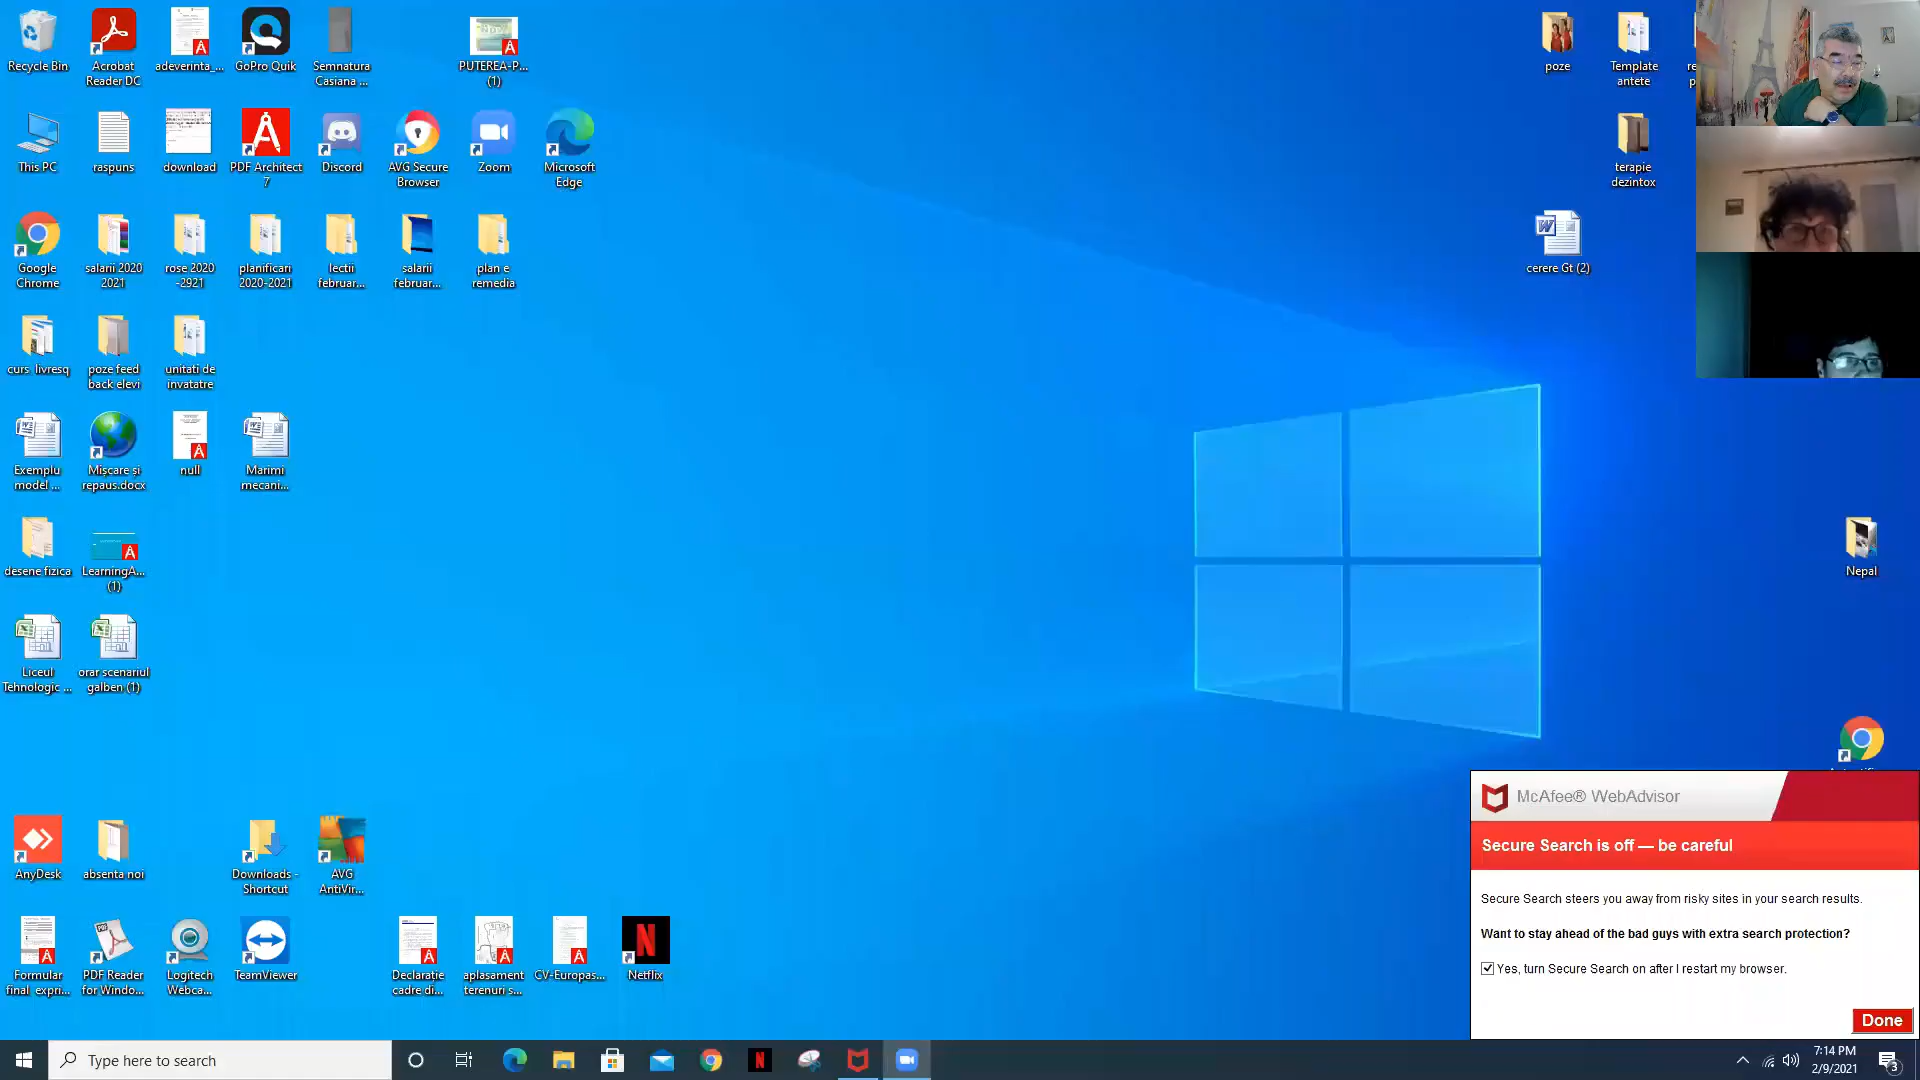 Recycle Bin
Acrobat
Reader DC
adeverinta_...
GoPro Quik
Semnatura
Casiana ...
PUTEREA-P...
(1)
poze
Template
antete
This PC
raspuns
download
PDF Architect
7
Discord
AVG Secure
Browser
Zoom
Microsoft
Edge
terapie
dezintox
Google
Chrome
salarii 2020
2021
rose 2020
-2921
planificari
2020-2021
lectii
februar...
salarii
februar...
plan e
remedia
cerere Gt (2)
curs livresq
poze feed
back elevi
unitati de
invatatre
Exemplu
model ...
Mișcare și
repaus.docx
null
Marimi
mecani...
desene fizica
LearningA...
(1)
Nepal
Liceul
Tehnologic ...
orar scenariul
galben (1)
AnyDesk
absenta noi
Downloads -
Shortcut
AVG
AntiVir...
Formular
final_expri...
PDF Reader
for Windo...
Logitech
Webca...
TeamViewer
Declaratie
cadre di...
aplasament
terenuri s...
CV-Europas...
Netflix
McAfee® WebAdvisor
Secure Search is off — be careful
Secure Search steers you away from risky sites in your search results.
Want to stay ahead of the bad guys with extra search protection?
Yes, turn Secure Search on after I restart my browser.
Done
Type here to search
7:14 PM
2/9/2021
3